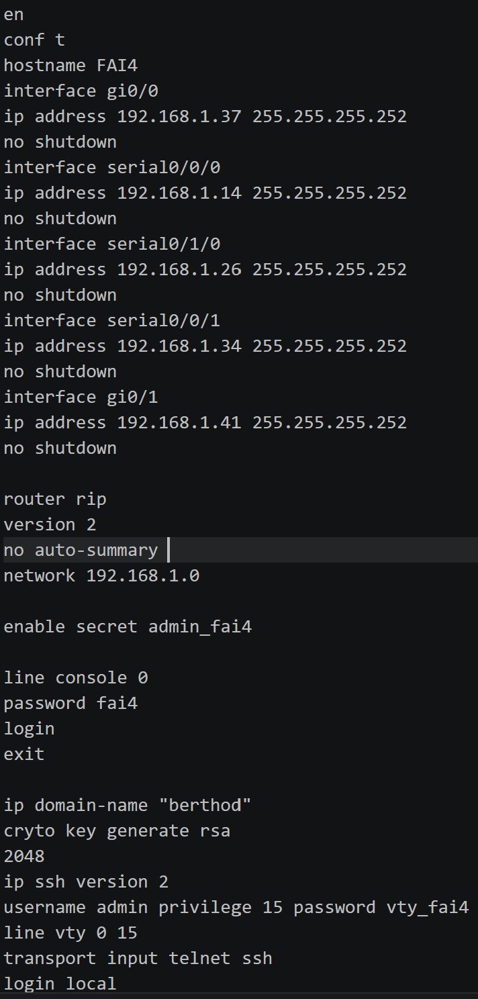 en
conf t
hostname FAI4
interface gi0/0
ip address 192.168.1.37 255.255.255.252
no shutdown
interface serial0/0/0
ip address 192.168.1.14 255.255.255.252
no shutdown
interface serial0/1/0
ip address 192.168.1.26 255.255.255.252
no shutdown
interface serial0/0/1
ip address 192.168.1.34 255.255.255.252
no shutdown
interface gi0/1
ip address 192.168.1.41 255.255.255.252
no shutdown
router rip
version 2
no auto-summary
network 192.168.1.0
enable secret admin_fai4
line console 0
password fai4
login
exit
ip domain-name "berthod"
cryto key generate rsa
2048
ip ssh version 2
username admin privilege 15 password vty_fai4
line vty 0 15
transport input telnet ssh
login local